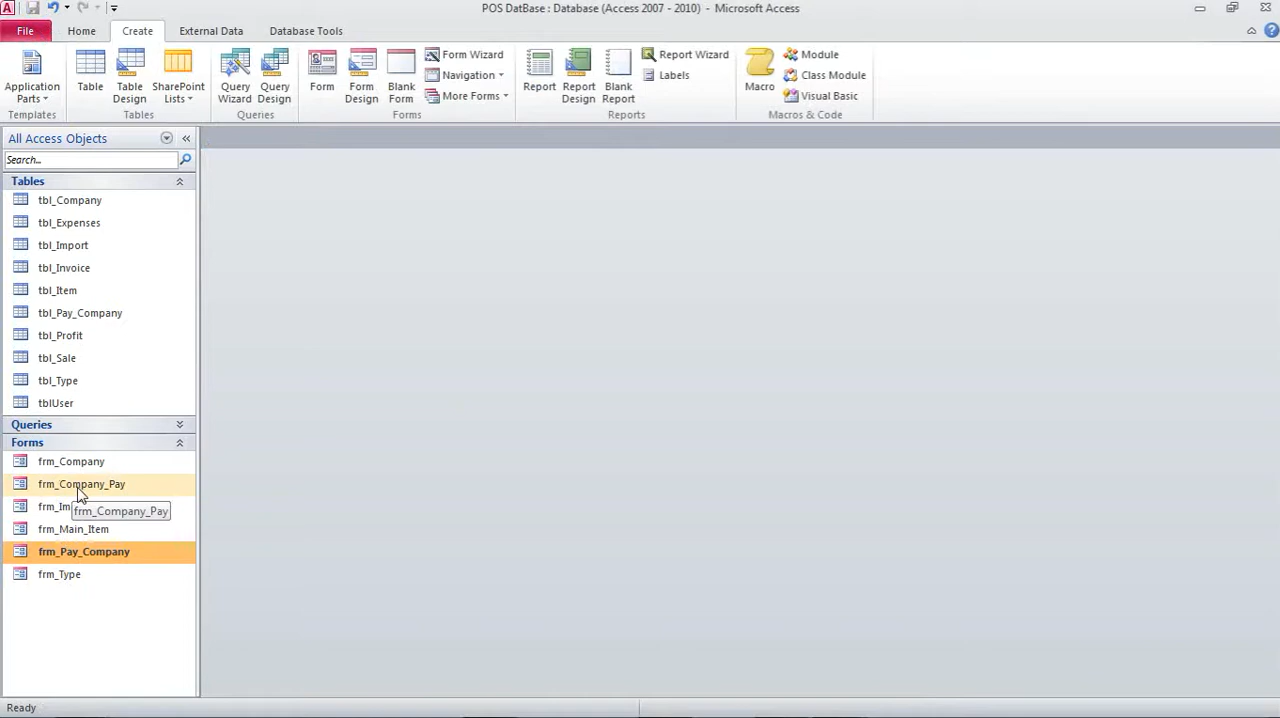 POS DatBase : Database (Access 2007 - 2010) - Microsoft Access
File Home Create External Data Database Tools
Application Parts
Templates
Table
Table Design
SharePoint Lists
Tables
Query Wizard
Query Design
Queries
Form
Form Design
Blank Form
Form Wizard
Navigation
More Forms
Forms
Report
Report Design
Blank Report
Report Wizard
Labels
Reports
Macro
Module
Class Module
Visual Basic
Macros & Code
All Access Objects
Search...
Tables
tbl_Company
tbl_Expenses
tbl_Import
tbl_Invoice
tbl_Item
tbl_Pay_Company
tbl_Profit
tbl_Sale
tbl_Type
tblUser
Queries
Forms
frm_Company
frm_Company_Pay
frm_Im
frm_Company_Pay
frm_Main_Item
frm_Pay_Company
frm_Type
Ready